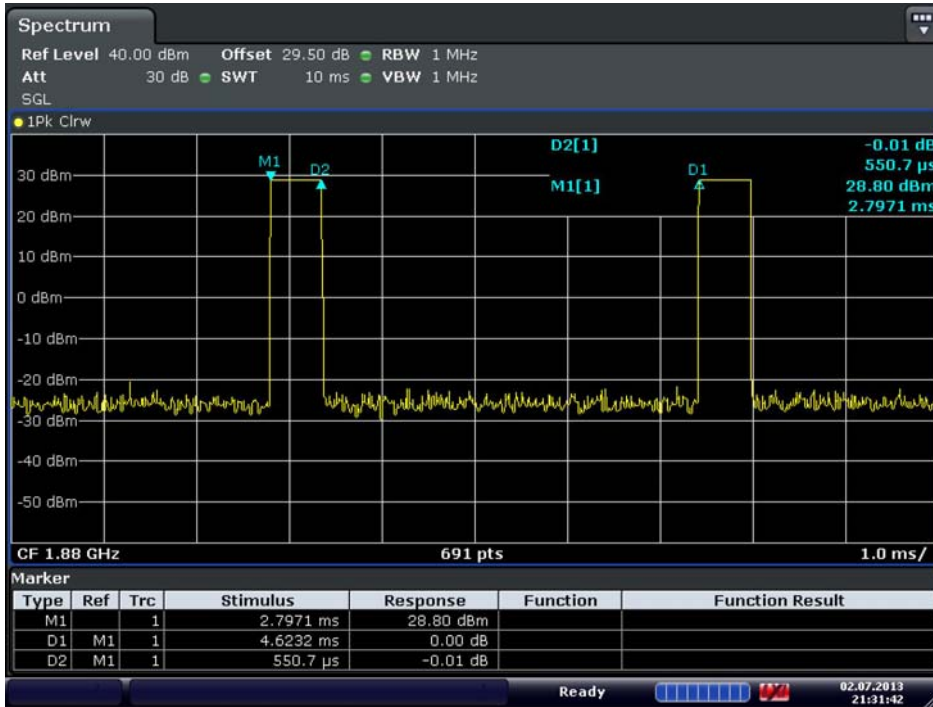 Spectrum
Ref Level 40.00 dBm Offset 29.50 dB RBW 1 MHz
Att 30 dB SWT 10 ms VBW 1 MHz
SGL
1Pk Clrw
D2[1] -0.01 dB
550.7 µs
M1[1] 28.80 dBm
2.7971 ms
M1
D2
D1
30 dBm
20 dBm
10 dBm
0 dBm
-10 dBm
-20 dBm
-30 dBm
-40 dBm
-50 dBm
CF 1.88 GHz 691 pts 1.0 ms/
Marker
Type Ref Trc Stimulus Response Function Function Result
M1 1 2.7971 ms 28.80 dBm
D1 M1 1 4.6232 ms 0.00 dB
D2 M1 1 550.7 µs -0.01 dB
Ready 02.07.2013
21:31:42